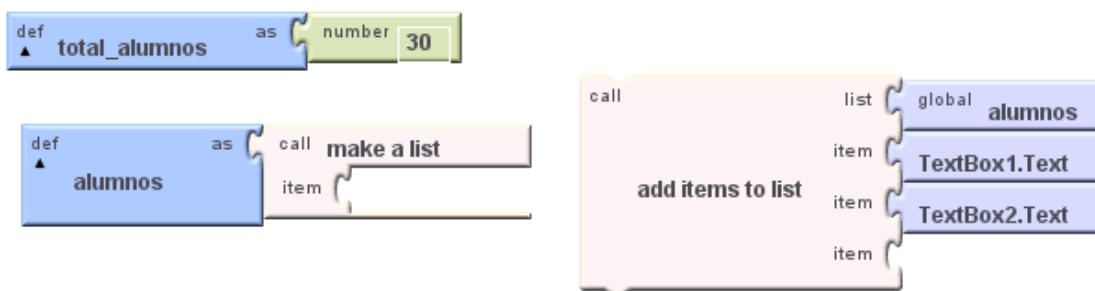 def total_alumnos as number 30
def alumnos as call make a list
item
call add items to list list global alumnos
item TextBox1.Text
item TextBox2.Text
item